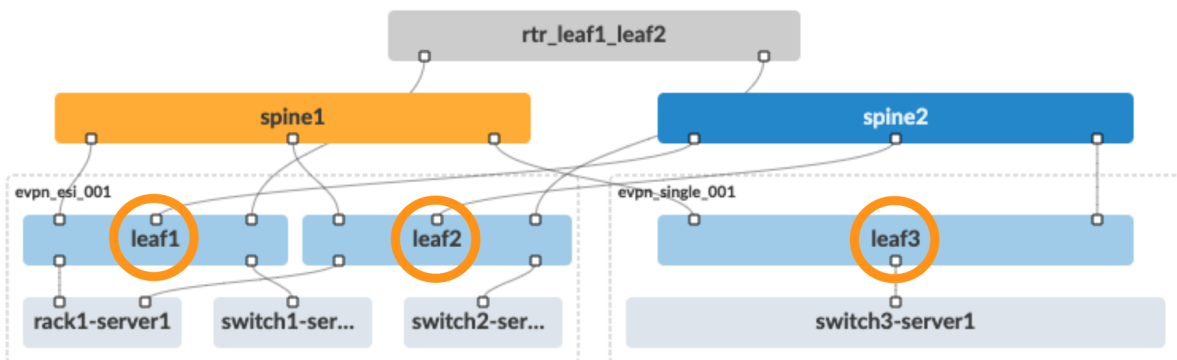 rtr_leaf1_leaf2
spine1
spine2
evpn_esi_001
evpn_single_001
leaf1
leaf2
leaf3
rack1-server1
switch1-ser...
switch2-ser...
switch3-server1